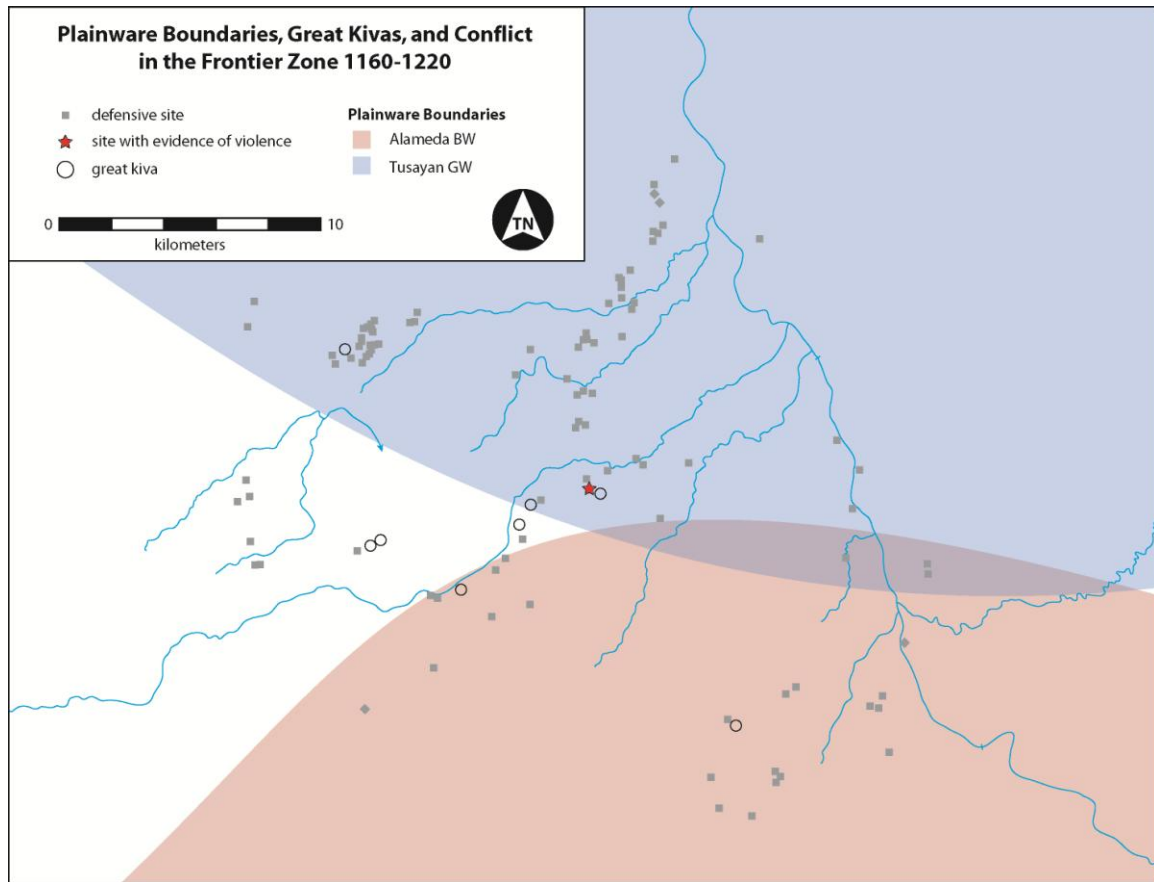 Plainware Boundaries, Great Kivas, and Conflict
in the Frontier Zone 1160-1220
defensive site
site with evidence of violence
great kiva
Plainware Boundaries
Alameda BW
Tusayan GW
0 10
kilometers
TN